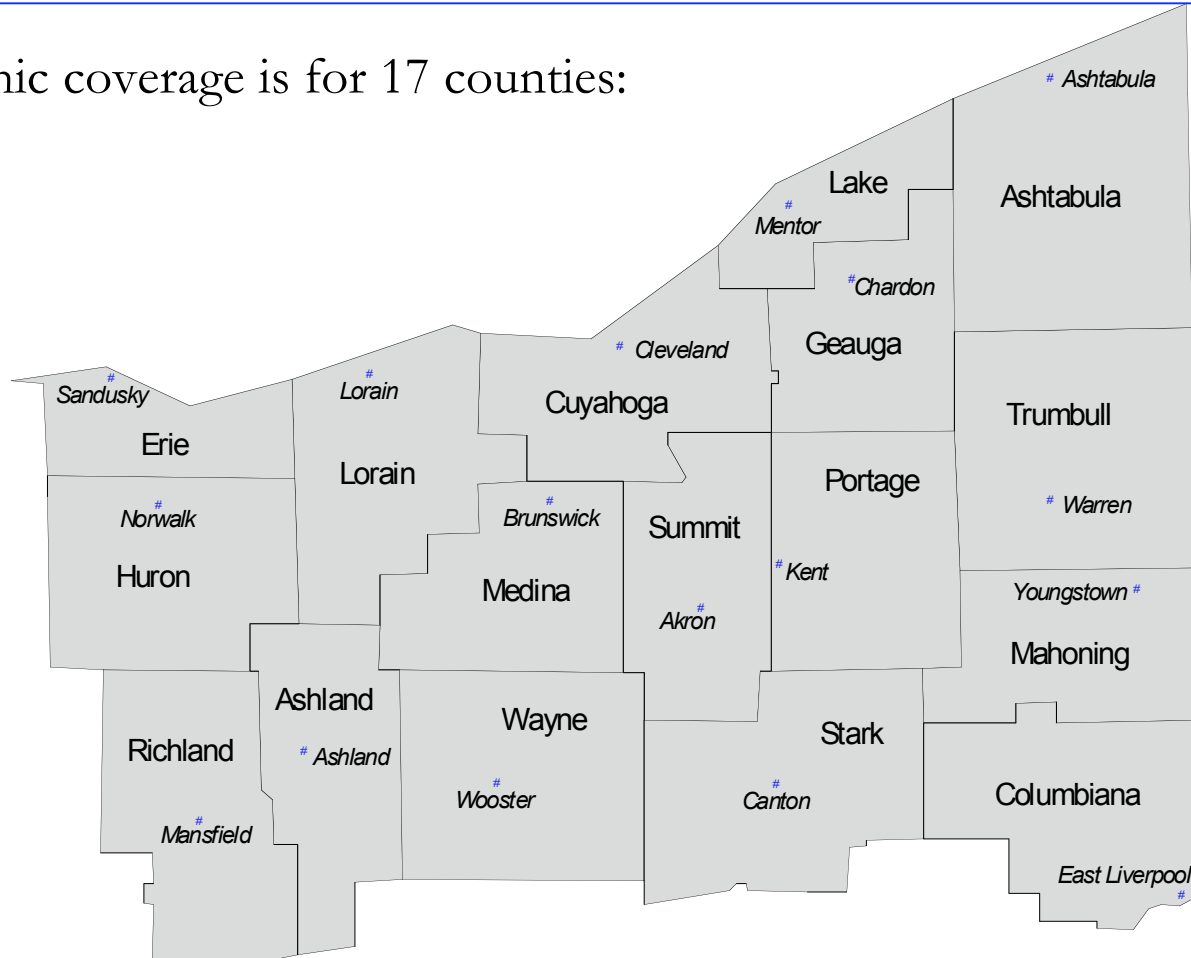 nic coverage is for 17 counties:
# Ashtabula
Lake
Ashtabula
#
Mentor
# Chardon
Geauga
# Cleveland
Cuyahoga
#
Sandusky
Erie
#
Lorain
Lorain
Trumbull
# Warren
Portage
# Kent
Summit
#
Akron
#
Brunswick
Medina
#
Norwalk
Huron
Youngstown #
Mahoning
Ashland
# Ashland
Richland
#
Mansfield
Wayne
#
Wooster
Stark
#
Canton
Columbiana
East Liverpool
#